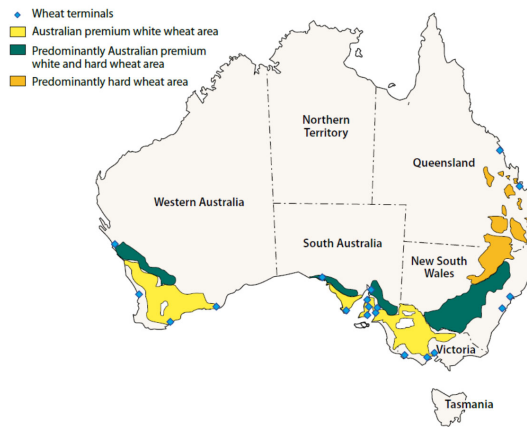 Wheat terminals
Australian premium white wheat area
Predominantly Australian premium
white and hard wheat area
Predominantly hard wheat area
Northern
Territory
Queensland
Western Australia
South Australia
New South
Wales
Victoria
Tasmania